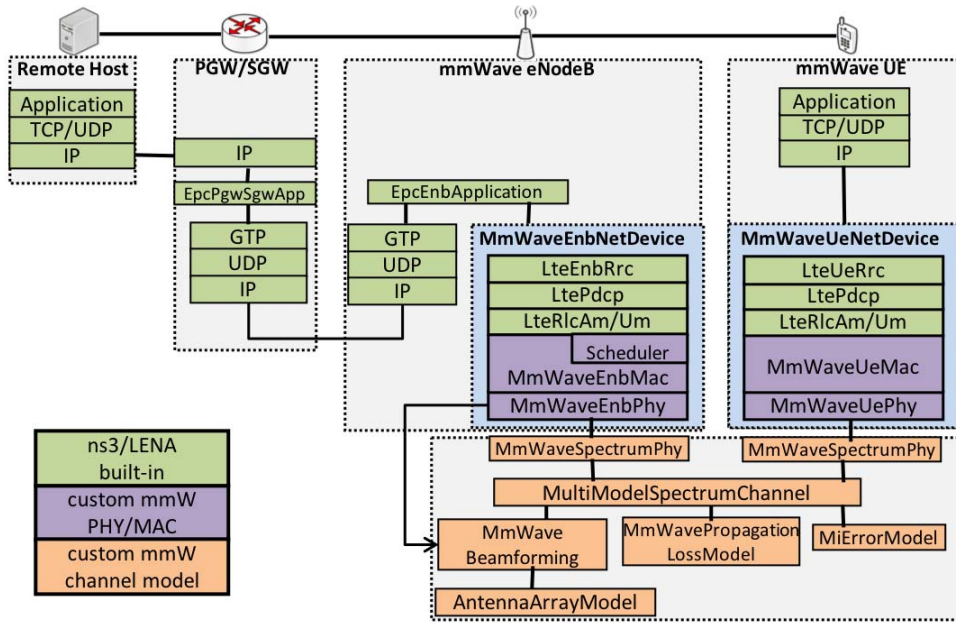 Remote Host
Application
TCP/UDP
IP
PGW/SGW
IP
EpcPgwSgwApp
GTP
UDP
IP
mmWave eNodeB
EpcEnbApplication
GTP
UDP
IP
MmWaveEnbNetDevice
LteEnbRrc
LtePdcp
LteRlcAm/Um
Scheduler
MmWaveEnbMac
MmWaveEnbPhy
mmWave UE
Application
TCP/UDP
IP
MmWaveUeNetDevice
LteUeRrc
LtePdcp
LteRlcAm/Um
MmWaveUeMac
MmWaveUePhy
MmWaveSpectrumPhy
MmWaveSpectrumPhy
MultiModelSpectrumChannel
MmWave
Beamforming
MmWavePropagation
LossModel
MiErrorModel
AntennaArrayModel
ns3/LENA
built-in
custom mmW
PHY/MAC
custom mmW
channel model